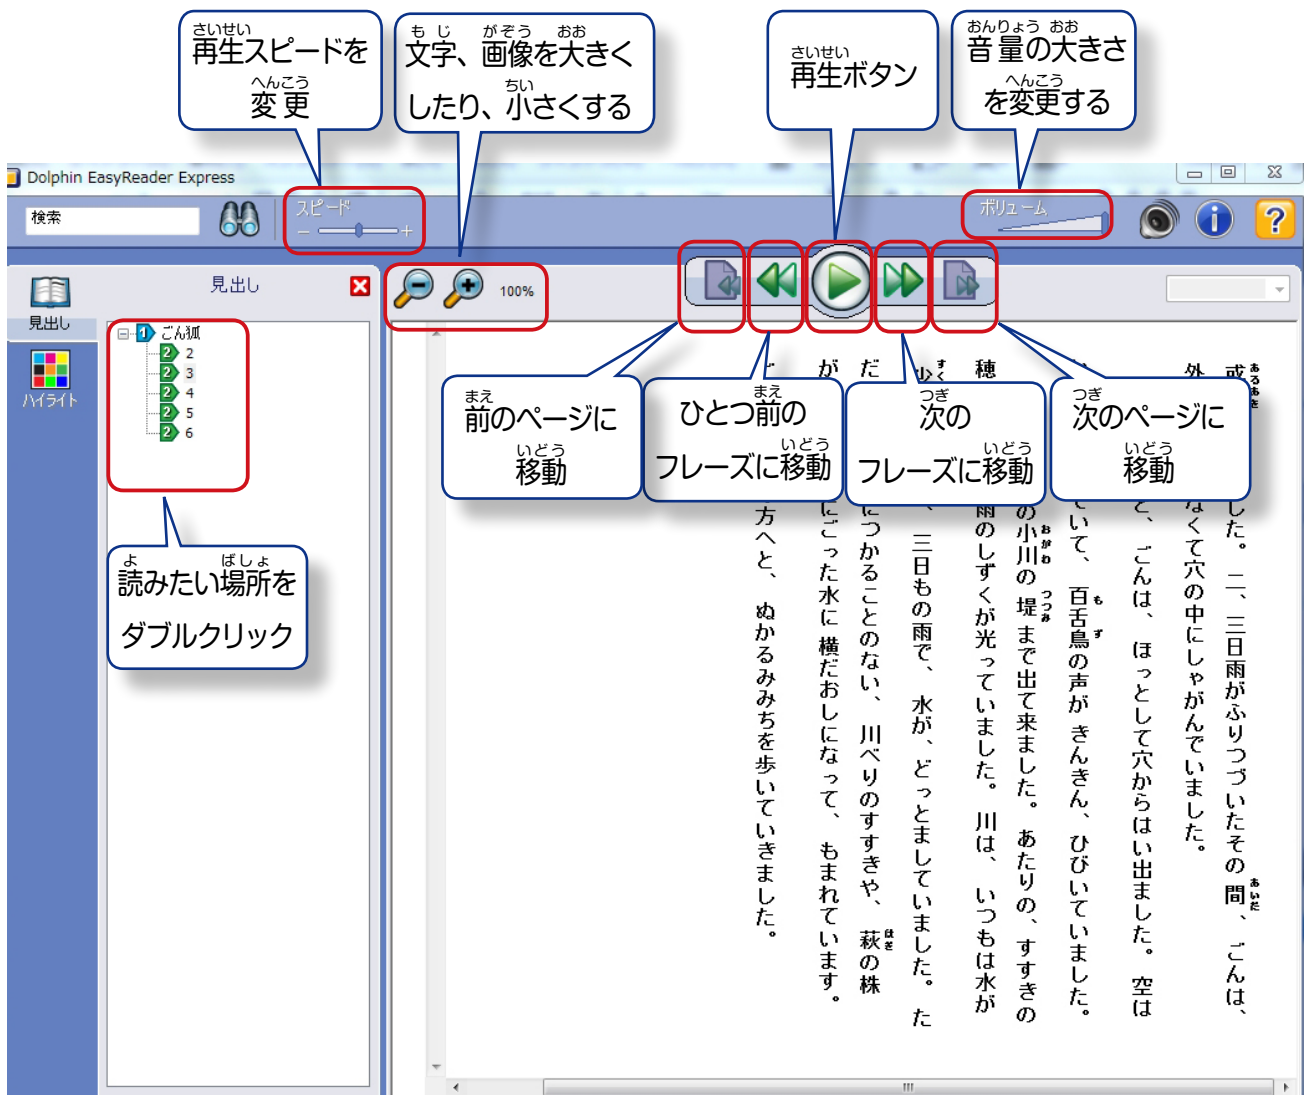 再生スピードを
変更
文字、画像を大きく
したり、小さくする
再生ボタン
音量の大きさ
を変更する
Dolphin EasyReader Express
検索
スピード
ボリューム
見出し
100%
見出し
ハイライト
ごん狐
2
3
4
5
6
前のページに
移動
ひとつ前の
フレーズに移動
次の
フレーズに移動
次のページに
移動
読みたい場所を
ダブルクリック
した。二、三日雨がふりつづいたその間、ごんは、
外
なくて穴の中にしゃがんでいました。
と、ごんは、ほっとして穴からはい出ました。空は
いて、百舌鳥の声がきんきん、ひびいていました。
の小川の堤まで出て来ました。あたりの、すすきの
穂
雨のしずくが光っていました。川は、いつもは水が
、三日もの雨で、水が、どっとましていました。た
だ
につかることのない、川べりのすすきや、萩の株
が
にごった水に横だおしになって、もまれています。
方へと、ぬかるみみちを歩いていきました。